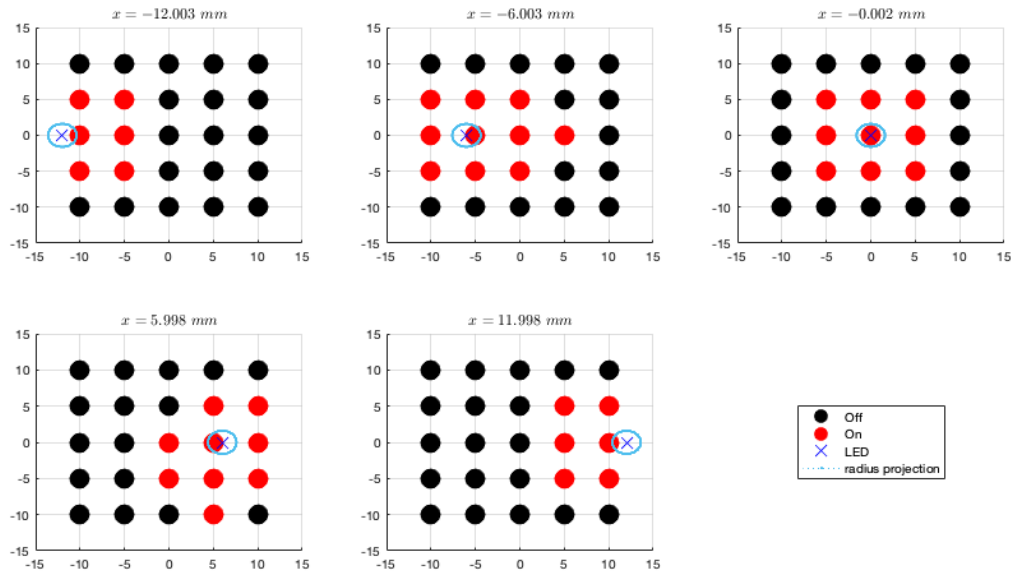 x = −12.003 mm
x = −6.003 mm
x = −0.002 mm
15 15 15
10 10 10
5 5 5
0 0 0
-5 -5 -5
-10 -10 -10
-15 -15 -15
-15 -10 -5 0 5 10 15 -15 -10 -5 0 5 10 15 -15 -10 -5 0 5 10 15
x = 5.998 mm
x = 11.998 mm
15 15
10 10
5 5
0 0
-5 -5
-10 -10
-15 -15
-15 -10 -5 0 5 10 15 -15 -10 -5 0 5 10 15
Off
On
LED
radius projection